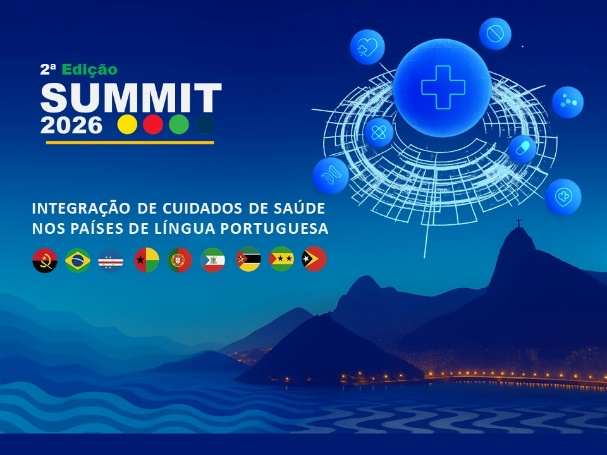 2ª Edição
SUMMIT
2026
INTEGRAÇÃO DE CUIDADOS DE SAÚDE
NOS PAÍSES DE LÍNGUA PORTUGUESA